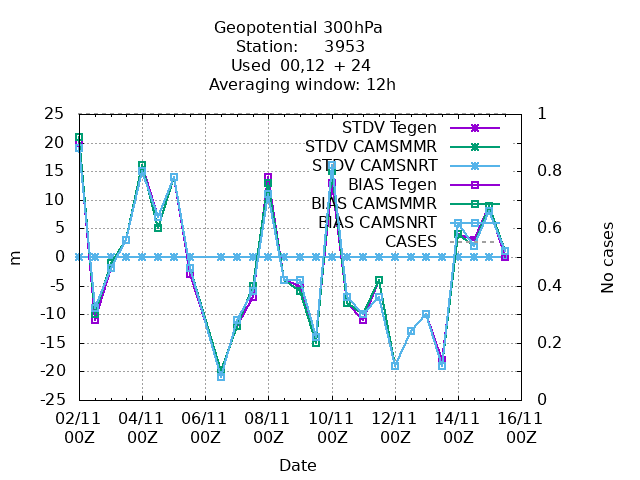 Geopotential 300hPa
Station: 3953
Used 00,12 + 24
Averaging window: 12h
25 1
20 0.8
15
10 0.6
5
0 0.4
-5
-10 0.2
-15
-20
-25 0
STDV Tegen
STDV CAMSMMR
STDV CAMSNRT
BIAS Tegen
BIAS CAMSMMR
BIAS CAMSNRT
CASES
m
No cases
02/11 04/11 06/11 08/11 10/11 12/11 14/11 16/11
00Z 00Z 00Z 00Z 00Z 00Z 00Z 00Z
Date